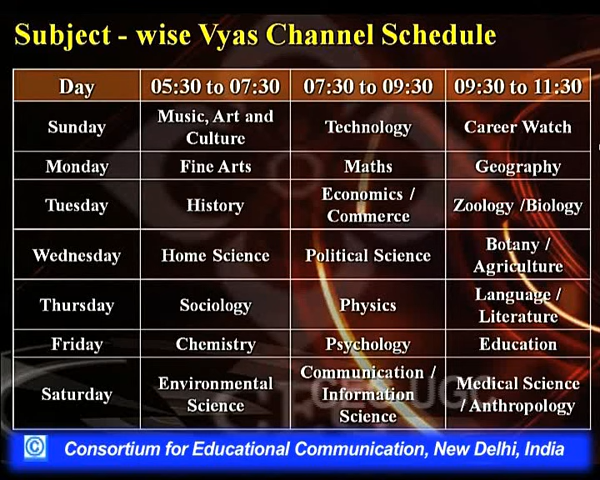 Subject - wise Vyas Channel Schedule
Day 05:30 to 07:30 07:30 to 09:30 09:30 to 11:30
Sunday Music, Art and Culture Technology Career Watch
Monday Fine Arts Maths Geography
Tuesday History Economics / Commerce Zoology /Biology
Wednesday Home Science Political Science Botany / Agriculture
Thursday Sociology Physics Language / Literature
Friday Chemistry Psychology Education
Saturday Environmental Science Communication / Information Science Medical Science / Anthropology
© Consortium for Educational Communication, New Delhi, India